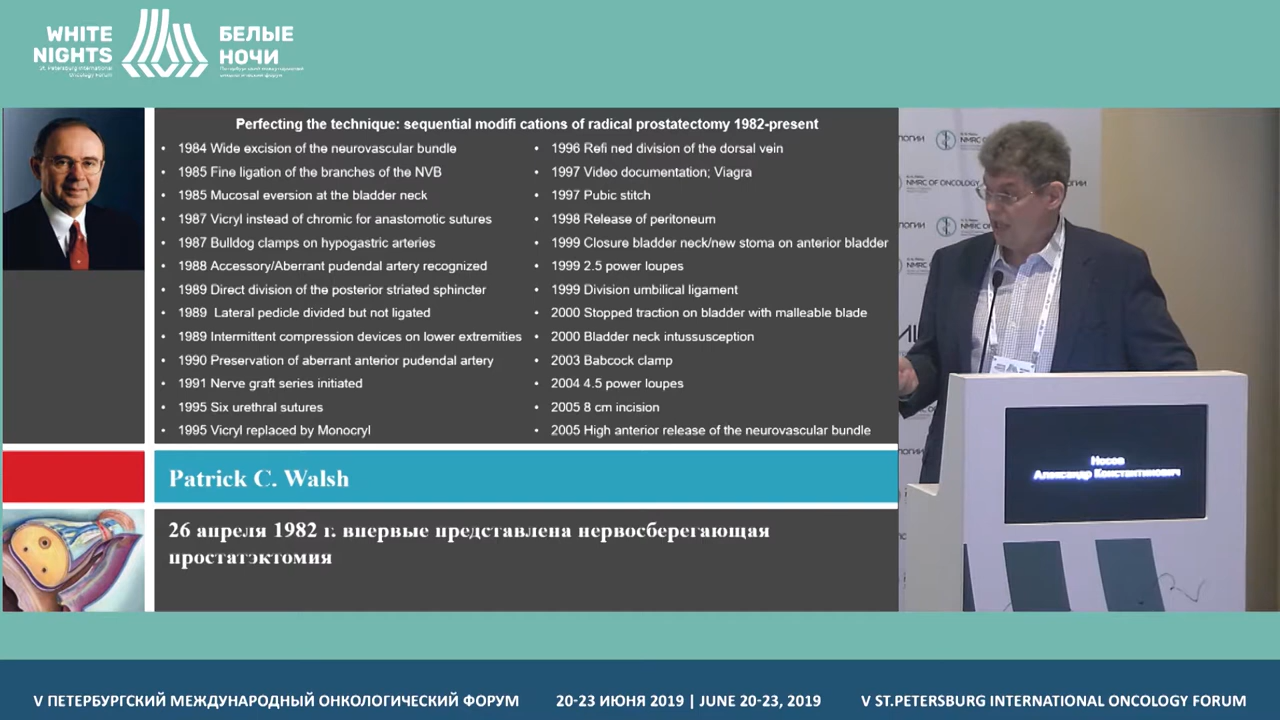 WHITE
NIGHTS
St. Petersburg International
Oncology Forum
БЕЛЫЕ
НОЧИ
Петербургский международный
онкологический форум
Perfecting the technique: sequential modifi cations of radical prostatectomy 1982-present
• 1984 Wide excision of the neurovascular bundle
• 1985 Fine ligation of the branches of the NVB
• 1985 Mucosal eversion at the bladder neck
• 1987 Vicryl instead of chromic for anastomotic sutures
• 1987 Bulldog clamps on hypogastric arteries
• 1988 Accessory/Aberrant pudendal artery recognized
• 1989 Direct division of the posterior striated sphincter
• 1989 Lateral pedicle divided but not ligated
• 1989 Intermittent compression devices on lower extremities
• 1990 Preservation of aberrant anterior pudendal artery
• 1991 Nerve graft series initiated
• 1995 Six urethral sutures
• 1995 Vicryl replaced by Monocryl
• 1996 Refi ned division of the dorsal vein
• 1997 Video documentation; Viagra
• 1997 Pubic stitch
• 1998 Release of peritoneum
• 1999 Closure bladder neck/new stoma on anterior bladder
• 1999 2.5 power loupes
• 1999 Division umbilical ligament
• 2000 Stopped traction on bladder with malleable blade
• 2000 Bladder neck intussusception
• 2003 Babcock clamp
• 2004 4.5 power loupes
• 2005 8 cm incision
• 2005 High anterior release of the neurovascular bundle
Patrick C. Walsh
26 апреля 1982 г. впервые представлена нервосберегающая
простатэктомия
NMRC OF ONCOLOGY
Носов
Александр Константинович
V ПЕТЕРБУРГСКИЙ МЕЖДУНАРОДНЫЙ ОНКОЛОГИЧЕСКИЙ ФОРУМ
20-23 ИЮНЯ 2019 | JUNE 20-23, 2019
V ST.PETERSBURG INTERNATIONAL ONCOLOGY FORUM